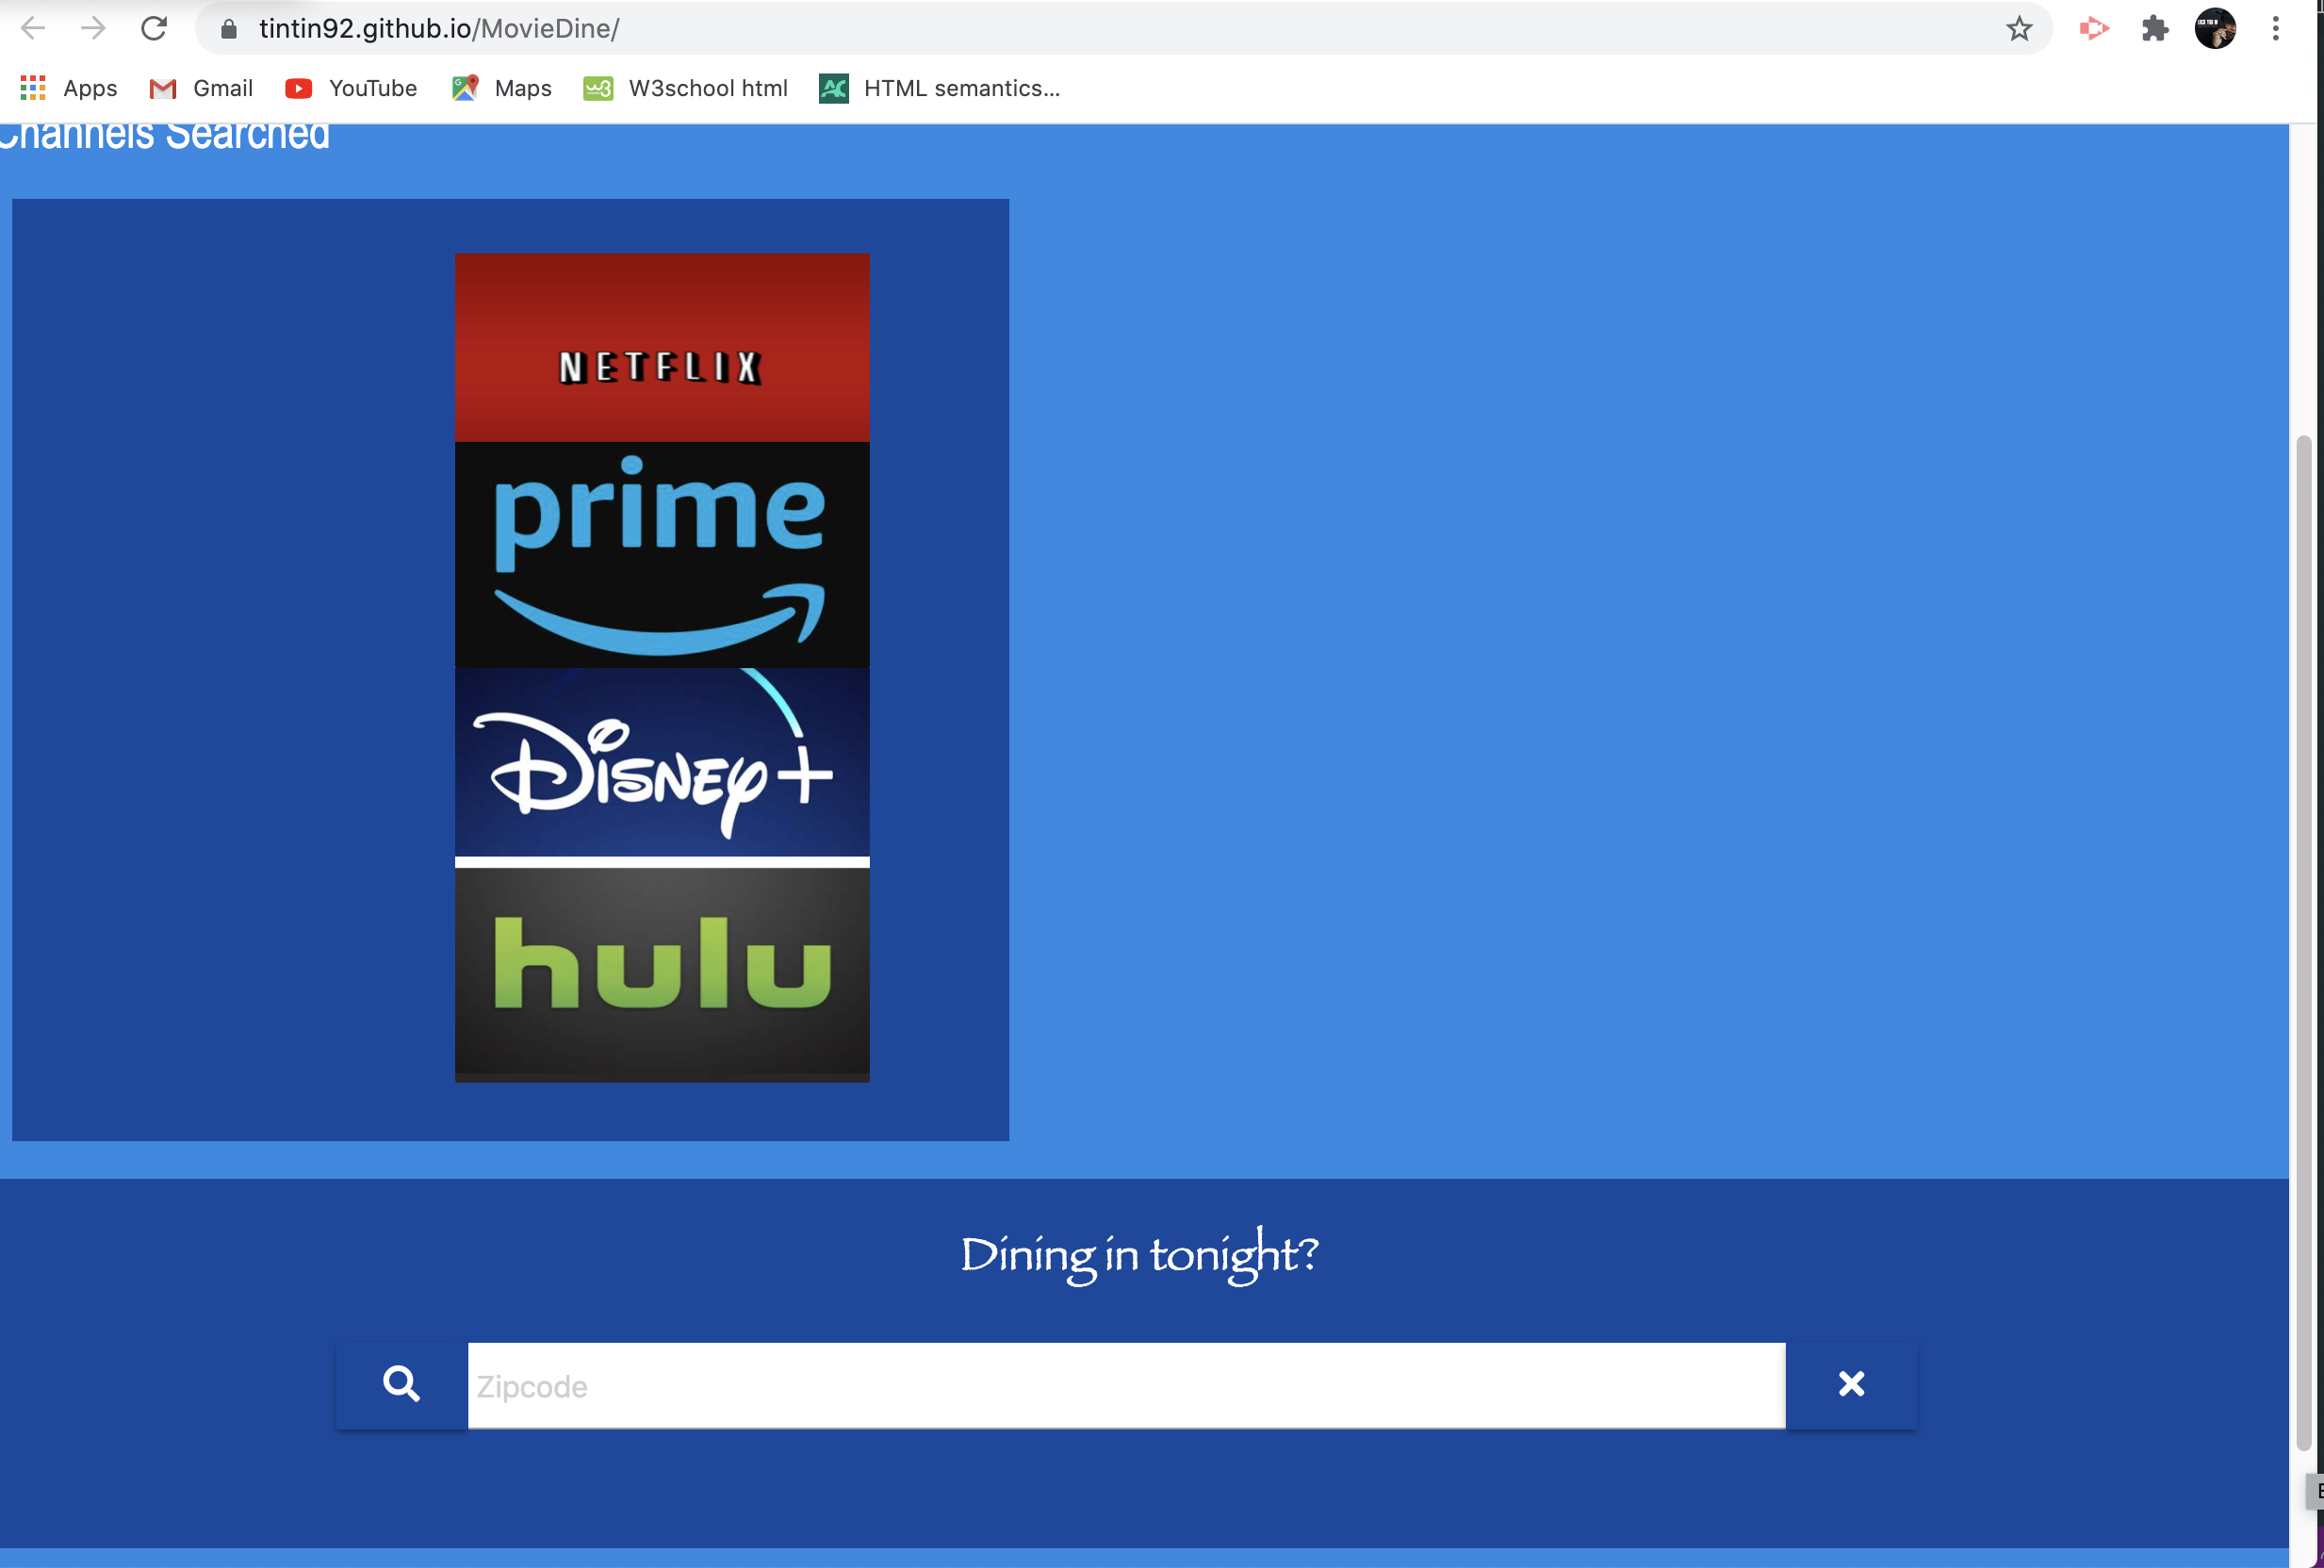 tintin92.github.io/MovieDine/
Apps Gmail YouTube Maps W3school html HTML semantics...
Channels Searched
NETFLIX
prime
Disney+
hulu
Dining in tonight?
Zipcode